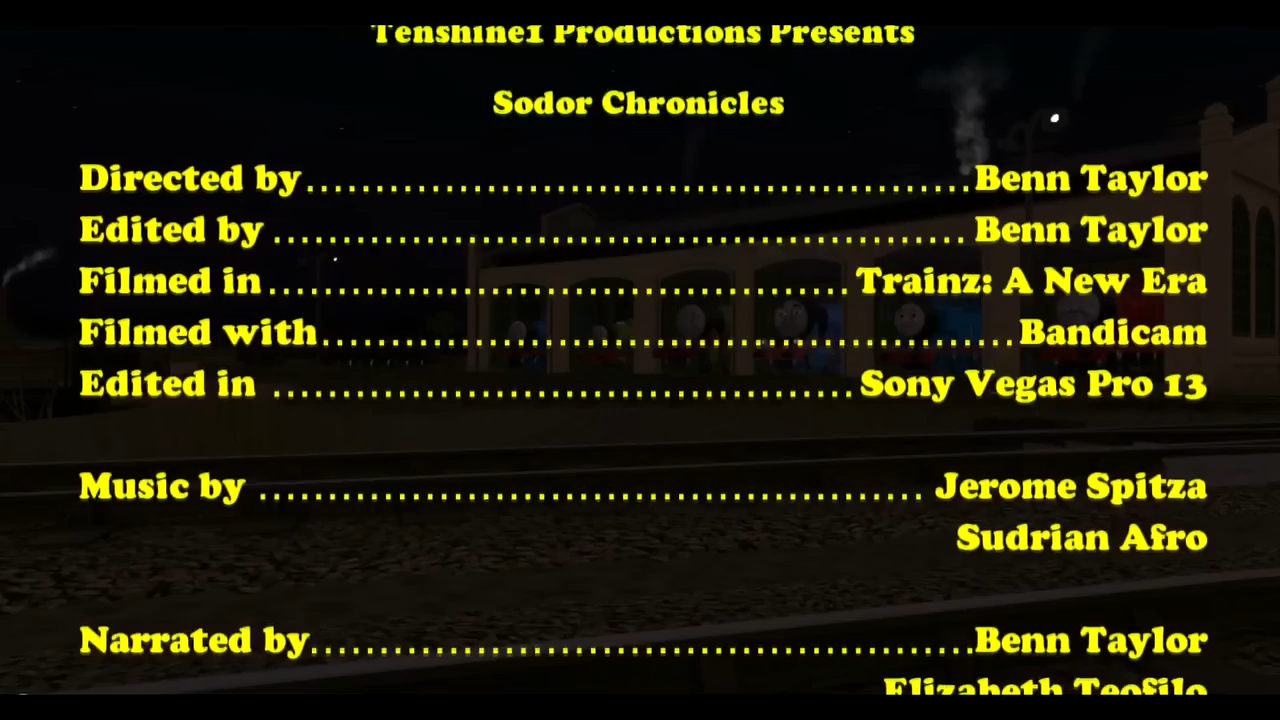 Tenshine1 Productions Presents
Sodor Chronicles
Directed by......................................................Benn Taylor
Edited by ........................................................ Benn Taylor
Filmed in............................................... Trainz: A New Era
Filmed with........................................................Bandicam
Edited in ...............................................Sony Vegas Pro 13
Music by ...................................................... Jerome Spitza
Sudrian Afro
Narrated by......................................................Benn Taylor
Elizabeth Teofilo